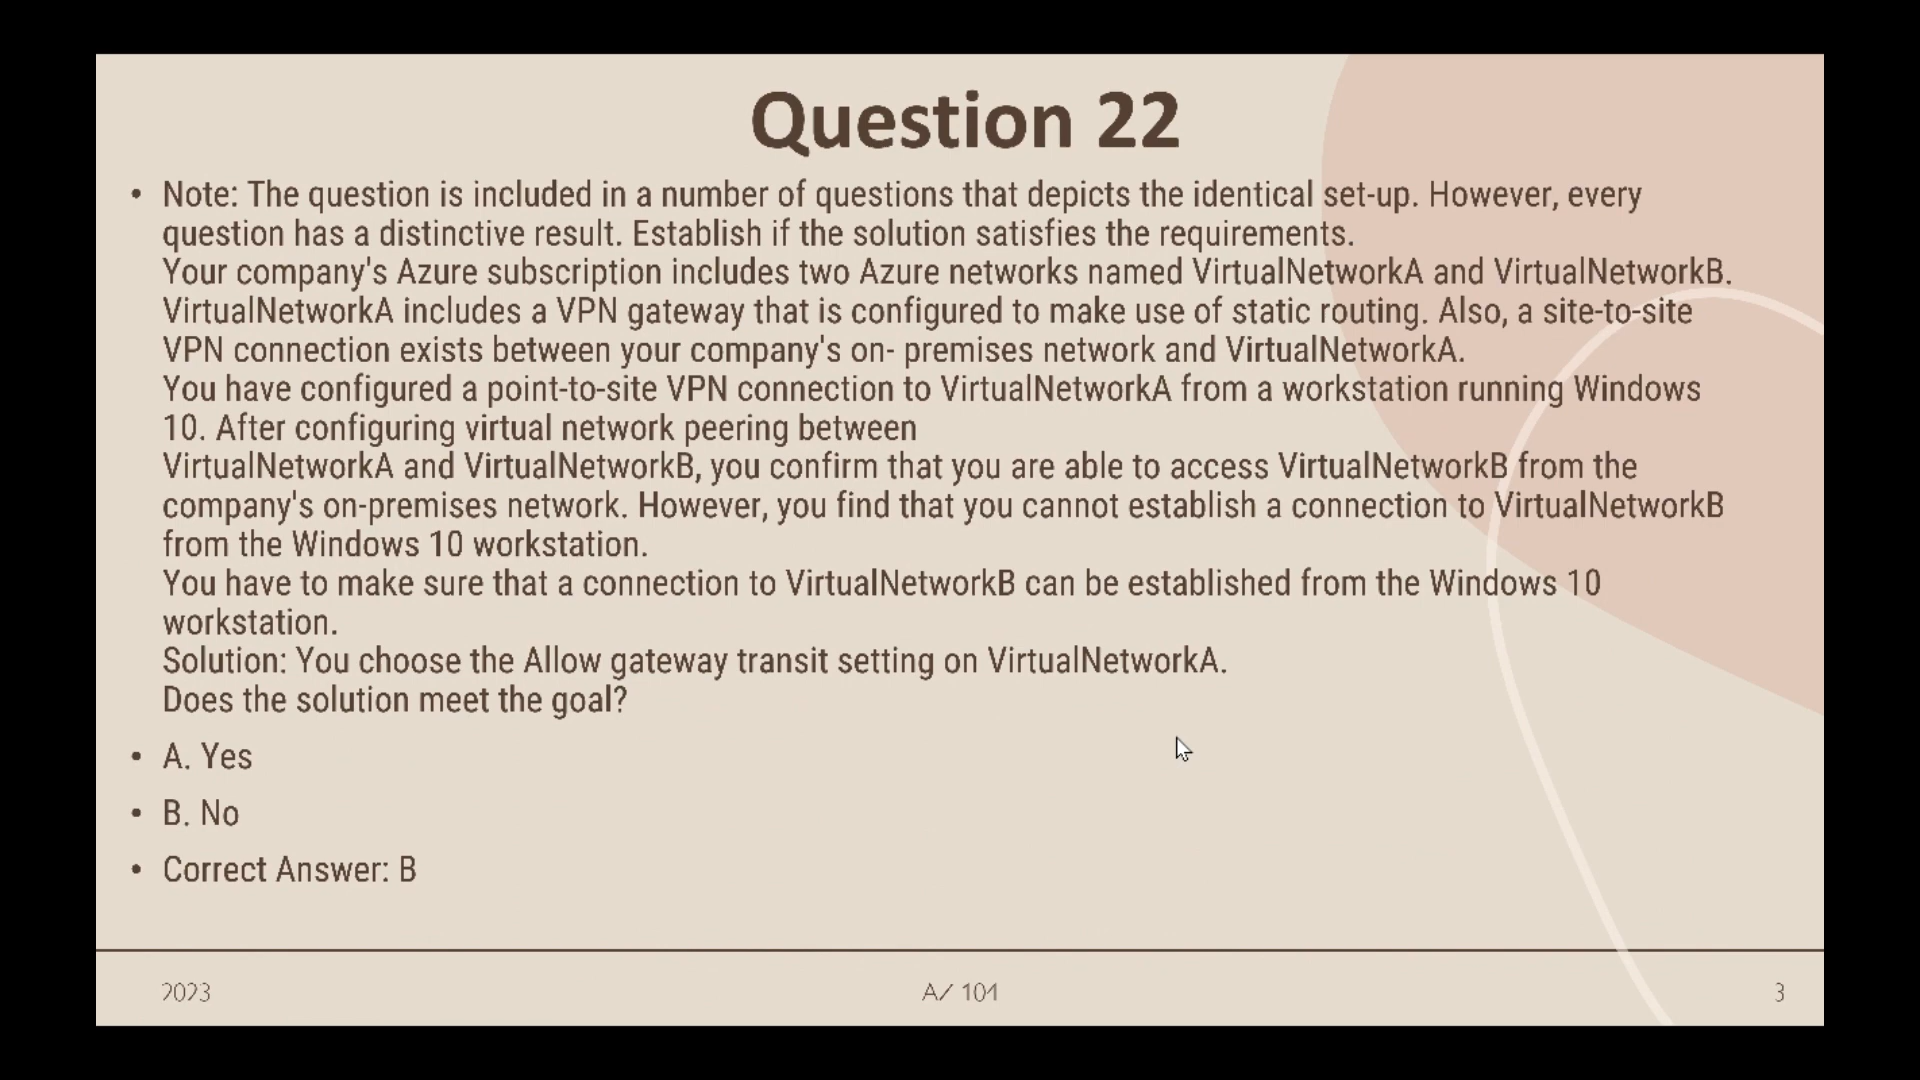 Question 22
• Note: The question is included in a number of questions that depicts the identical set-up. However, every
question has a distinctive result. Establish if the solution satisfies the requirements.
Your company's Azure subscription includes two Azure networks named VirtualNetworkA and VirtualNetworkB.
VirtualNetworkA includes a VPN gateway that is configured to make use of static routing. Also, a site-to-site
VPN connection exists between your company's on- premises network and VirtualNetworkA.
You have configured a point-to-site VPN connection to VirtualNetworkA from a workstation running Windows
10. After configuring virtual network peering between
VirtualNetworkA and VirtualNetworkB, you confirm that you are able to access VirtualNetworkB from the
company's on-premises network. However, you find that you cannot establish a connection to VirtualNetworkB
from the Windows 10 workstation.
You have to make sure that a connection to VirtualNetworkB can be established from the Windows 10
workstation.
Solution: You choose the Allow gateway transit setting on VirtualNetworkA.
Does the solution meet the goal?
• A. Yes
• B. No
• Correct Answer: B
2023
AZ 104
3